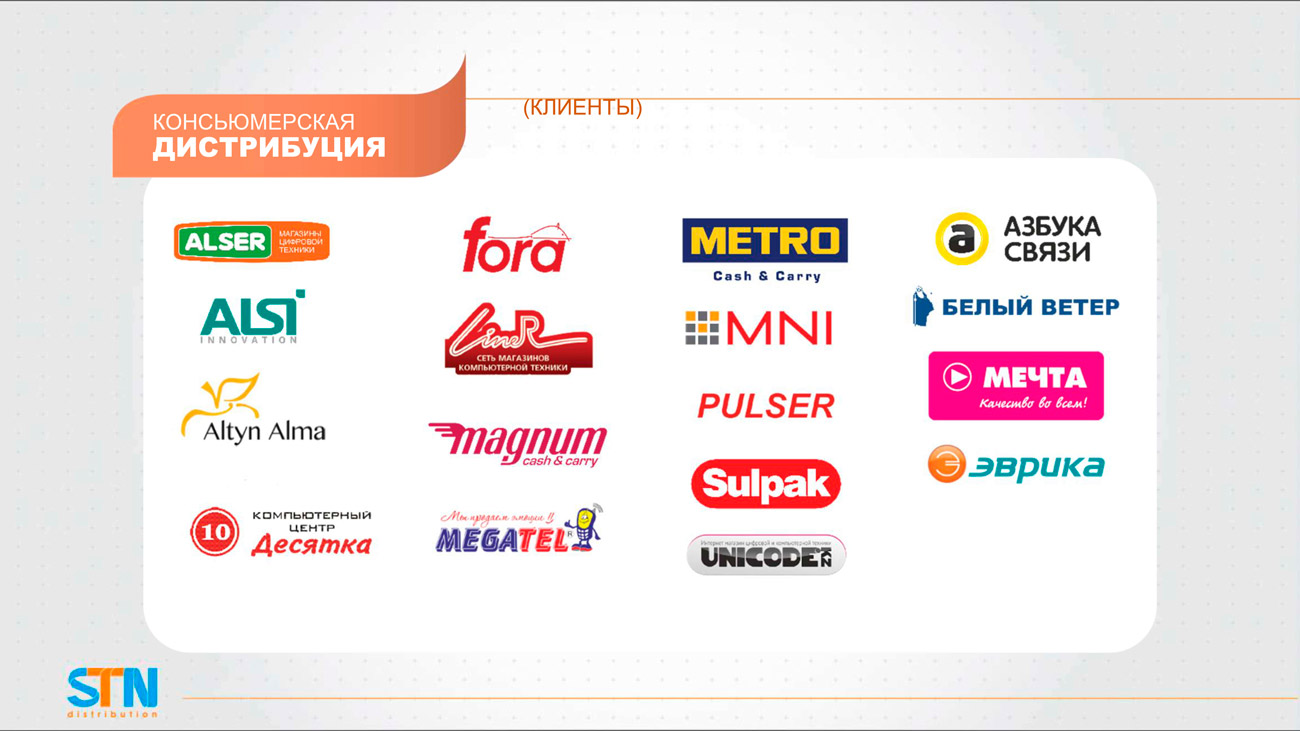 КОНСЬЮМЕРСКАЯ
ДИСТРИБУЦИЯ
(КЛИЕНТЫ)
ALSER
МАГАЗИНЫ
ЦИФРОВОЙ
ТЕХНИКИ
ALSI
INNOVATION
Altyn Alma
10
КОМПЬЮТЕРНЫЙ
ЦЕНТР
Десятка
fora
LineR
СЕТЬ МАГАЗИНОВ
КОМПЬЮТЕРНОЙ ТЕХНИКИ
magnum
cash & carry
Мы продаем эмоции !!
MEGATEL®
METRO
Cash & Carry
MNI
PULSER
Sulpak
Интернет магазин цифровой и компьютерной техники
UNICODE KZ
а
АЗБУКА
СВЯЗИ
БЕЛЫЙ ВЕТЕР
МЕЧТА
Качество во всем!
Э ЭВРИКА
STN
distribution